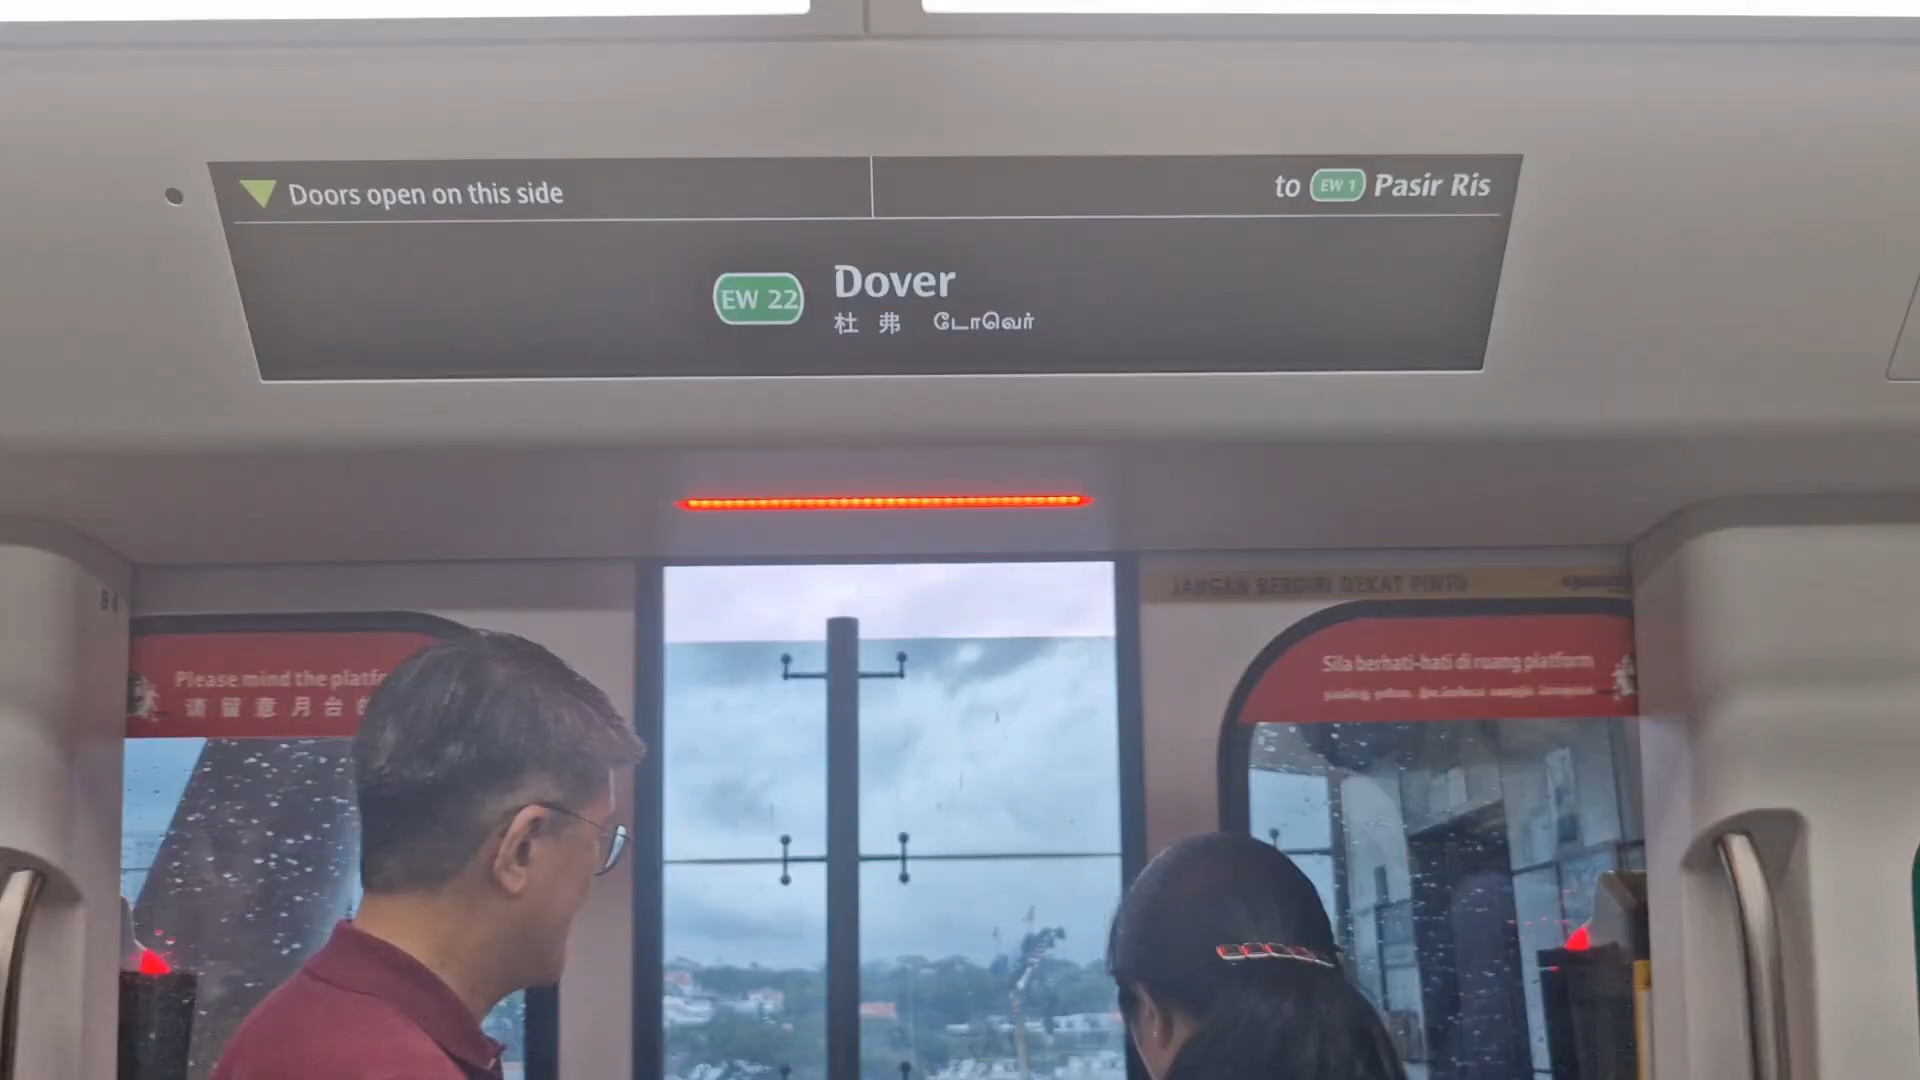 Doors open on this side
to EW 1 Pasir Ris
EW 22 Dover
杜弗 டோவெர்
84
JANGAN BERDIRI DEKAT PINTU
Please mind the platf
请留意月台
Sila berhati-hati di ruang platform